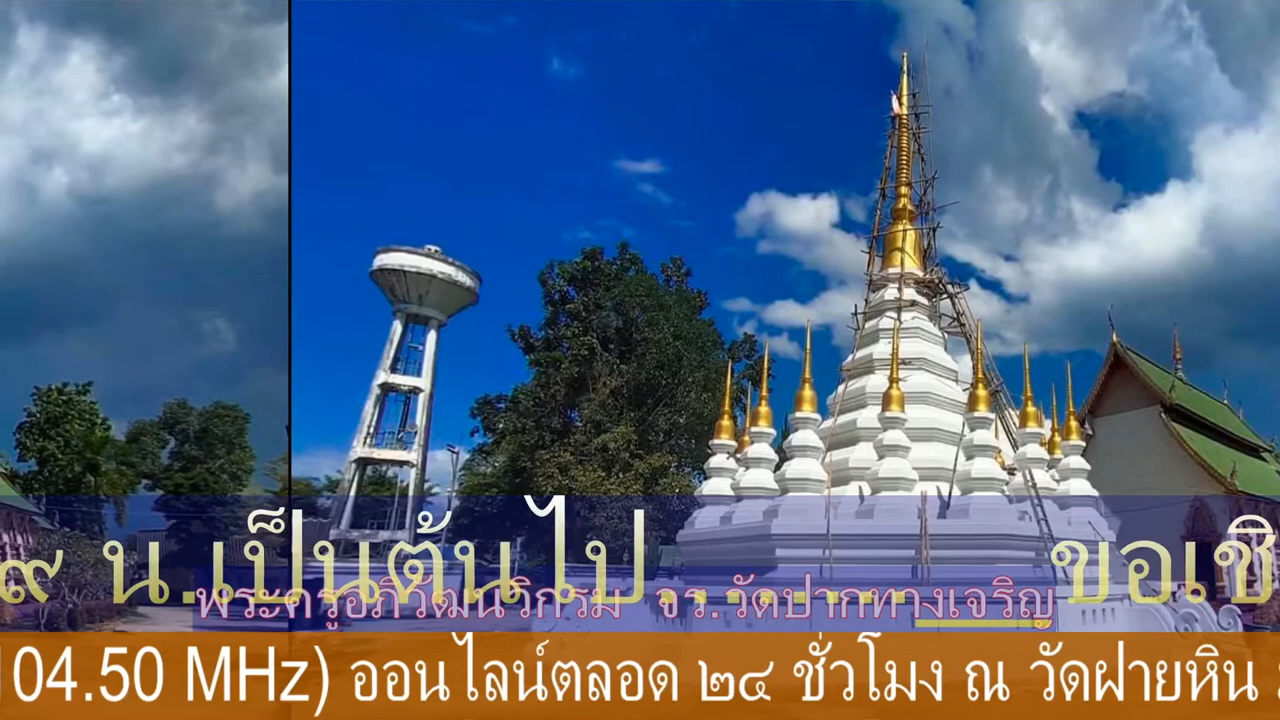 ๙ น.เป็นต้นไป......... ขอเชิ
พระครูอภิวัฒนวิกรม จร.วัดปากทางเจริญ
104.50 MHz) ออนไลน์ตลอด ๒๔ ชั่วโมง ณ วัดฝายหิน